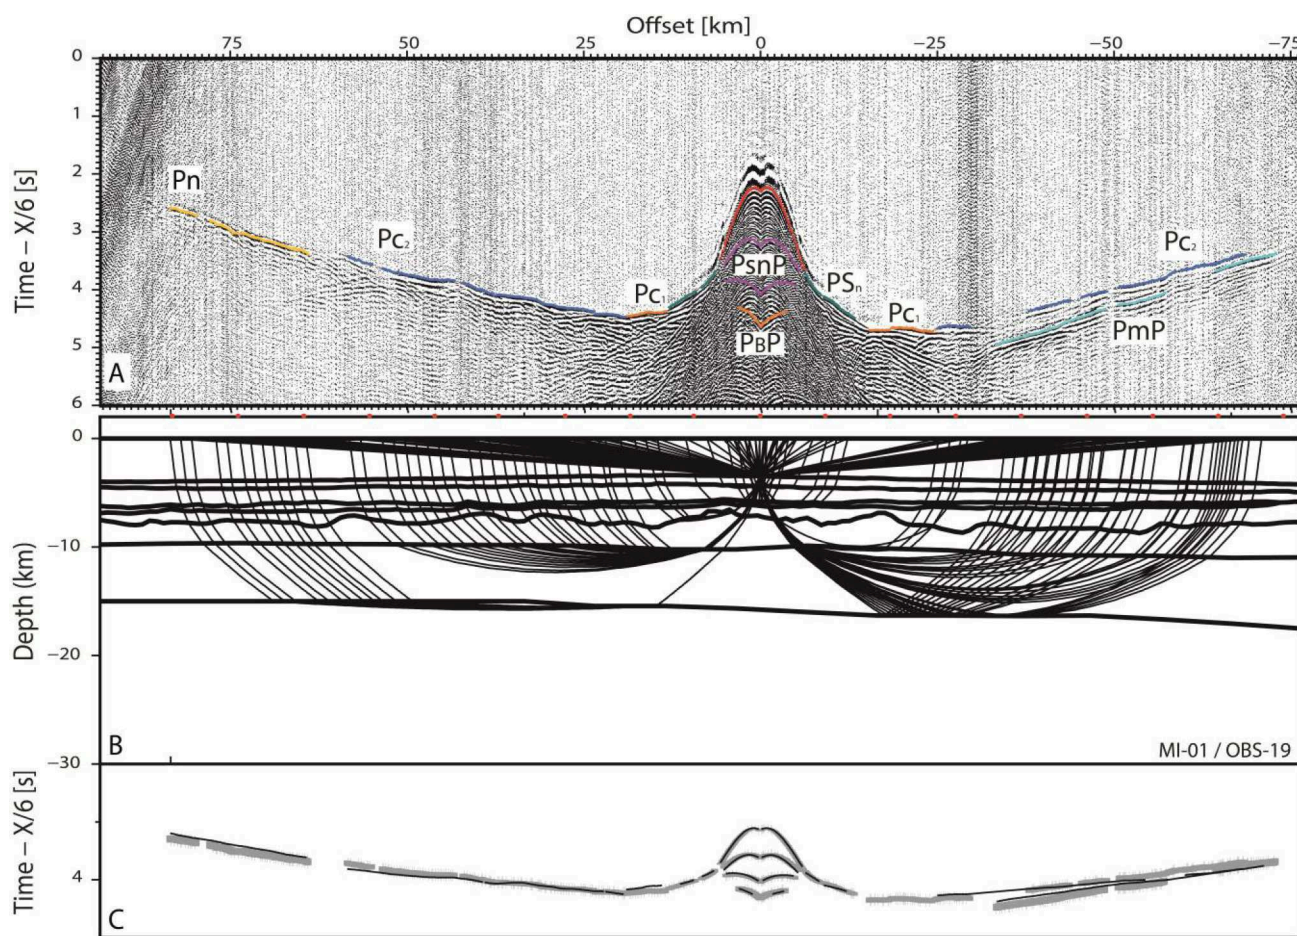 Offset [km]
75 50 25 0 −25 −50 −75
Time − X/6 [s]
0
1
2
3
4
5
6
Pn
Pc₂
Pc₁
PsnP
PBP
PSₙ
Pc₁
Pc₂
PmP
A
Depth (km)
0
−10
−20
−30
B
MI-01 / OBS-19
Time − X/6 [s]
4
C